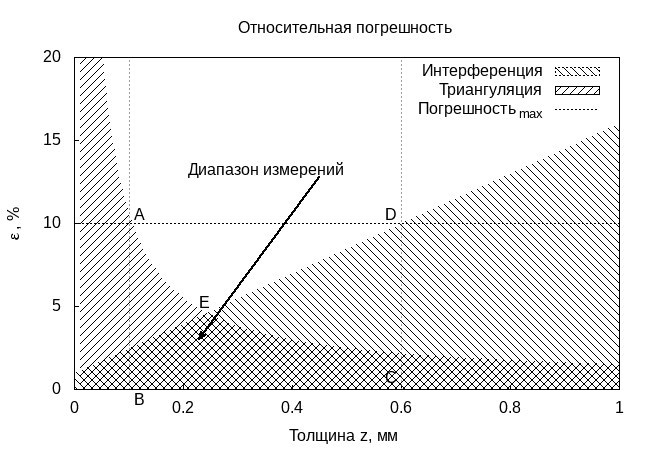 Относительная погрешность
20
15
10
5
0
ε, %
Интерференция
Триангуляция
Погрешность max
Диапазон измерений
A
D
E
B
C
0
0.2
0.4
0.6
0.8
1
Толщина z, мм